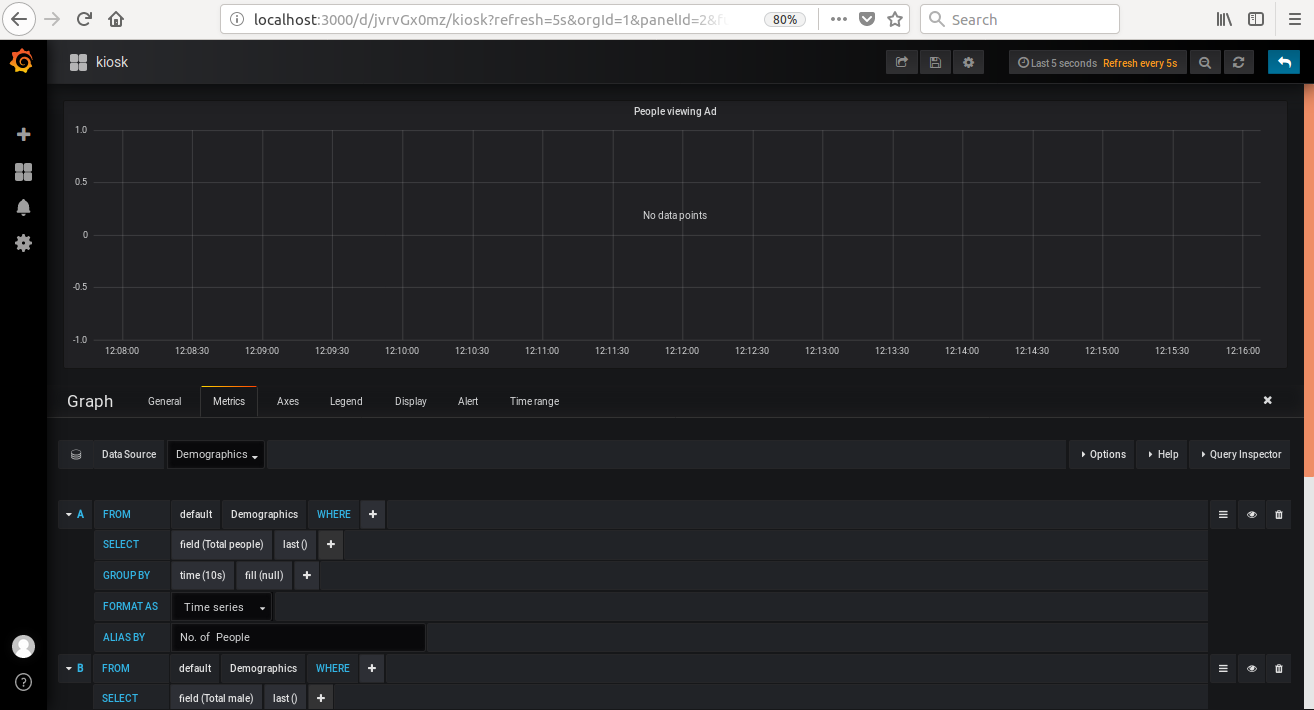 localhost:3000/d/jvrvGx0mz/kiosk?refresh=5s&orgId=1&panelId=2& 80% Search
kiosk Last 5 seconds Refresh every 5s
People viewing Ad
1.0
0.5
No data points
0
-0.5
-1.0
12:08:00 12:08:30 12:09:00 12:09:30 12:10:00 12:10:30 12:11:00 12:11:30 12:12:00 12:12:30 12:13:00 12:13:30 12:14:00 12:14:30 12:15:00 12:15:30 12:16:00
Graph General Metrics Axes Legend Display Alert Time range
Data Source Demographics Options Help Query Inspector
A FROM default Demographics WHERE +
SELECT field (Total people) last () +
GROUP BY time (10s) fill (null) +
FORMAT AS Time series
ALIAS BY No. of People
B FROM default Demographics WHERE +
SELECT field (Total male) last () +